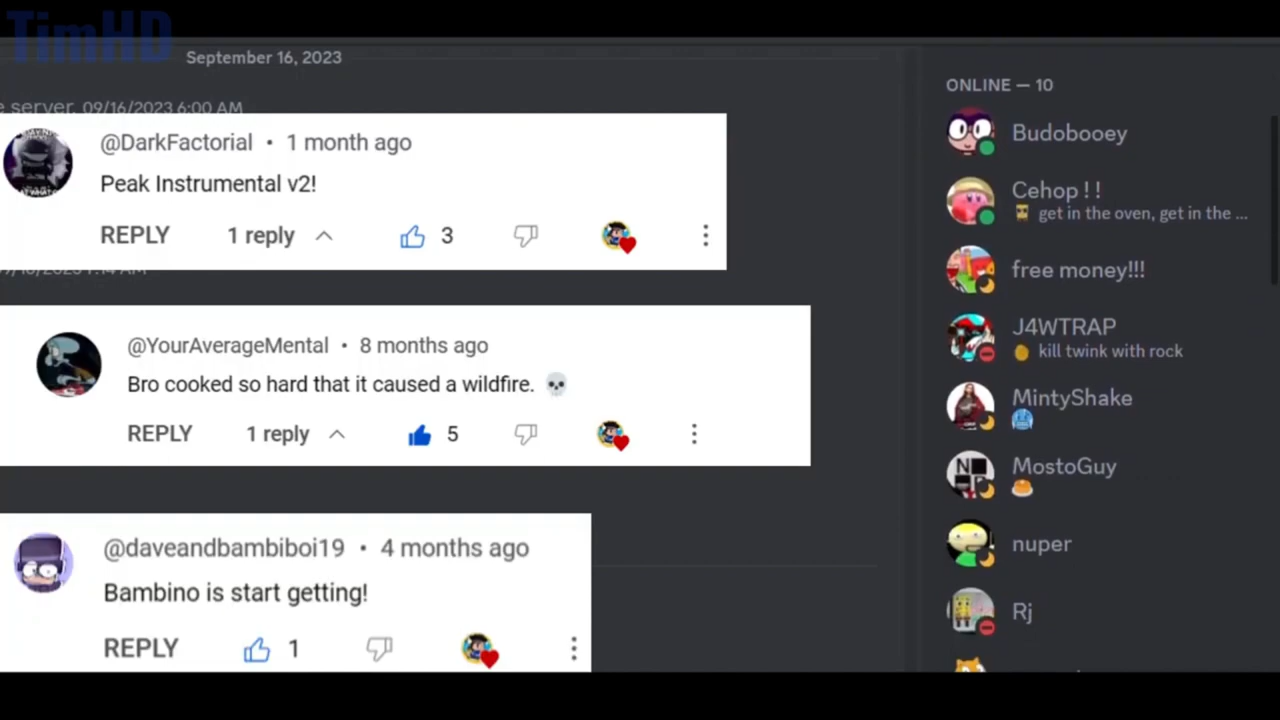 TimHD
September 16, 2023
e server. 09/16/2023 6:00 AM
@DarkFactorial • 1 month ago
Peak Instrumental v2!
REPLY 1 reply 3
@YourAverageMental • 8 months ago
Bro cooked so hard that it caused a wildfire. 💀
REPLY 1 reply 5
@daveandbambiboi19 • 4 months ago
Bambino is start getting!
REPLY 1
ONLINE — 10
Budobooey
Cehop ! !
get in the oven, get in the ...
free money!!!
J4WTRAP
kill twink with rock
MintyShake
MostoGuy
nuper
Rj